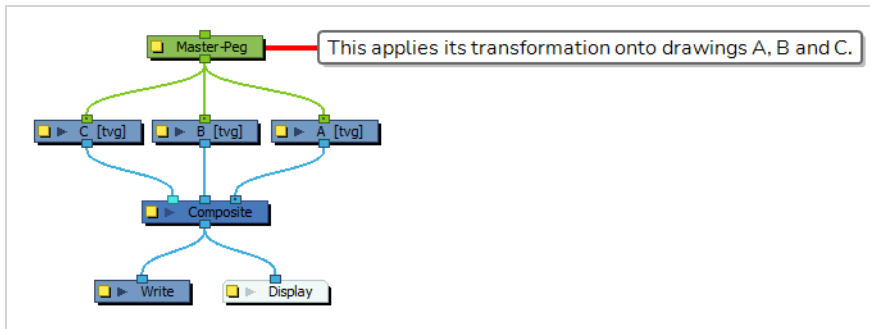 Master-Peg
This applies its transformation onto drawings A, B and C.
C [tvg]
B [tvg]
A [tvg]
Composite
Write
Display